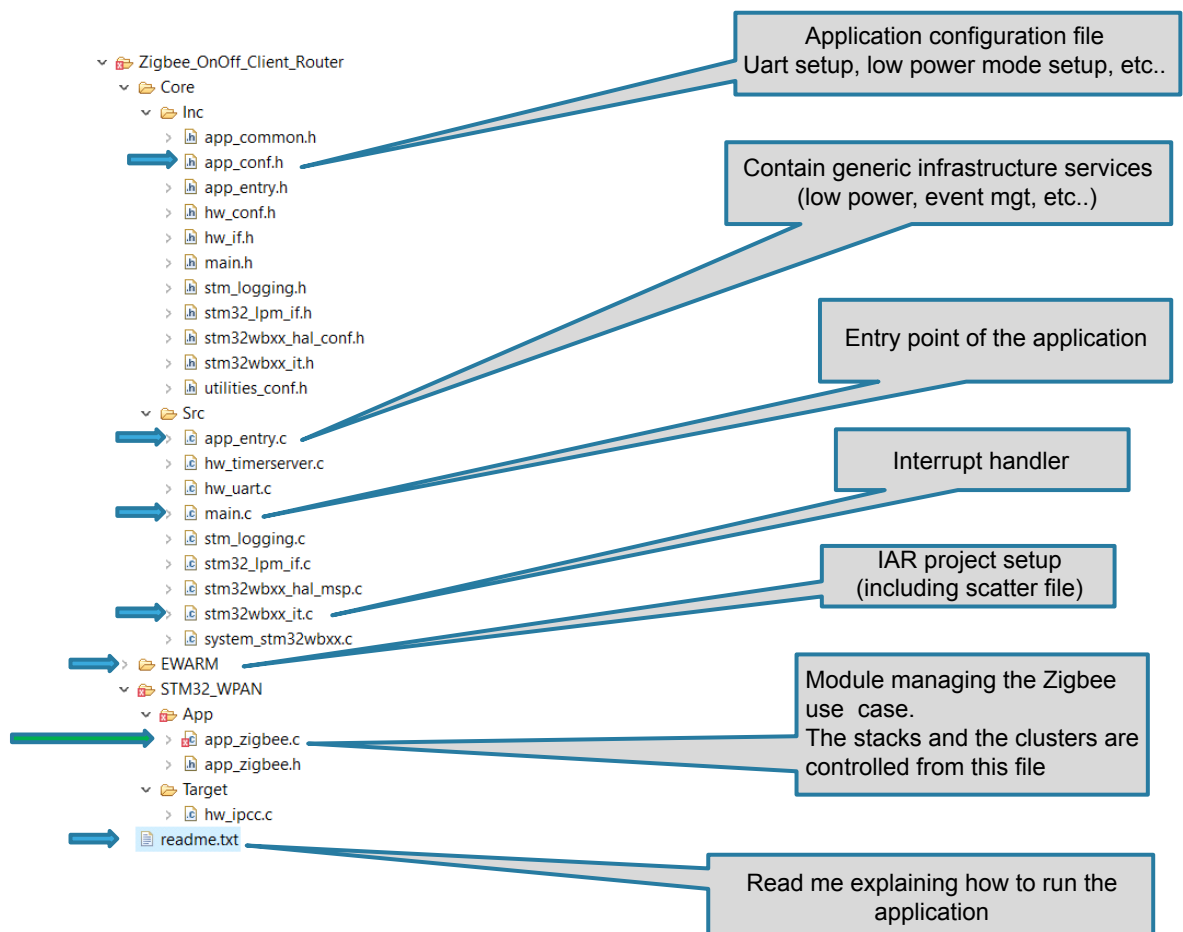 Zigbee_OnOff_Client_Router
Core
Inc
app_common.h
app_conf.h
app_entry.h
hw_conf.h
hw_if.h
main.h
stm_logging.h
stm32_lpm_if.h
stm32wbxx_hal_conf.h
stm32wbxx_it.h
utilities_conf.h
Src
app_entry.c
hw_timerserver.c
hw_uart.c
main.c
stm_logging.c
stm32_lpm_if.c
stm32wbxx_hal_msp.c
stm32wbxx_it.c
system_stm32wbxx.c
EWARM
STM32_WPAN
App
app_zigbee.c
app_zigbee.h
Target
hw_ipcc.c
readme.txt
Application configuration file
Uart setup, low power mode setup, etc..
Contain generic infrastructure services
(low power, event mgt, etc..)
Entry point of the application
Interrupt handler
IAR project setup
(including scatter file)
Module managing the Zigbee
use case.
The stacks and the clusters are
controlled from this file
Read me explaining how to run the
application